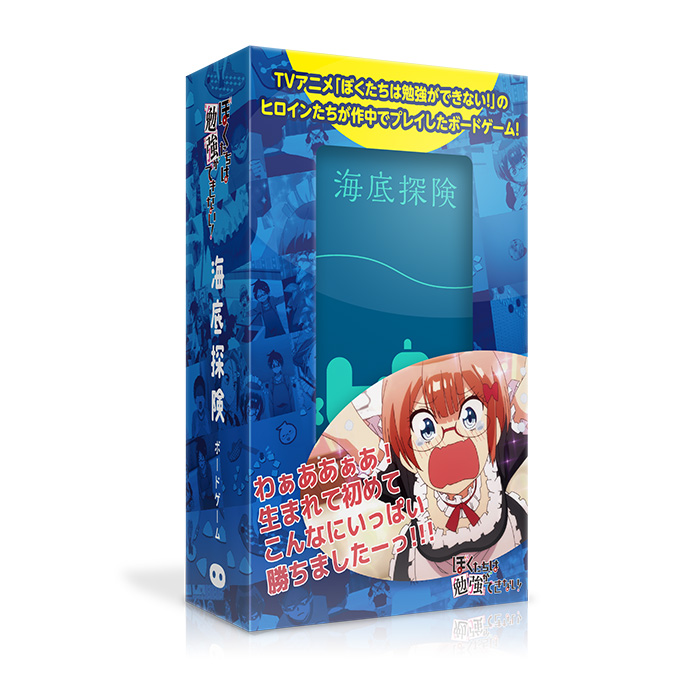 TVアニメ「ぼくたちは勉強ができない!」の
ヒロインたちが作中でプレイしたボードゲーム!
海底探険
わぁああぁぁ!
生まれて初めて
こんなにいっぱい
勝ちましたーっ!!!
ぼくたちは
勉強ができない!
ぼくたちは
勉強ができない!
海底探険
ボードゲーム